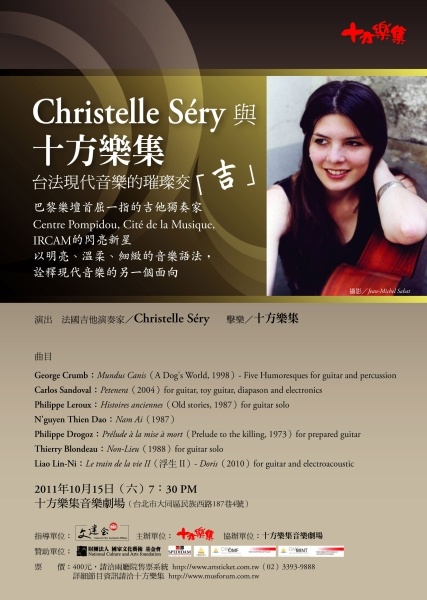 十方樂集
Christelle Séry 與
十方樂集
台法現代音樂的璀璨交「吉」
巴黎樂壇首屈一指的吉他獨奏家
Centre Pompidou, Cité de la Musique,
IRCAM的閃亮新星
以明亮、溫柔、細緻的音樂語法，
詮釋現代音樂的另一個面向
攝影／Jean-Michel Sabat
演出　法國吉他演奏家／Christelle Séry　擊樂／十方樂集
曲目
George Crumb：Mundus Canis（A Dog's World, 1998）- Five Humoresques for guitar and percussion
Carlos Sandoval：Petenera（2004）for guitar, toy guitar, diapason and electronics
Philippe Leroux：Histoires anciennes（Old stories, 1987）for guitar solo
N'guyen Thien Dao：Nam Ai（1987）
Philippe Drogoz：Prélude à la mise à mort（Prelude to the killing, 1973）for prepared guitar
Thierry Blondeau：Non-Lieu（1988）for guitar solo
Liao Lin-Ni：Le train de la vie II（浮生 II）- Doris（2010）for guitar and electroacoustic
2011年10月15日（六）7：30 PM
十方樂集音樂劇場（台北市大同區民族西路187巷4號）
指導單位：文建會　主辦單位：十方樂集　協辦單位：十方樂集音樂劇場
贊助單位：財團法人 國家文化藝術 基金會 National Culture and Arts Foundation SPEDIDAM
票　　價：400元，請洽兩廳院售票系統 http://www.artsticket.com.tw（02）3393-9888
詳細節目資訊請洽十方樂集 http://www.musforum.com.tw